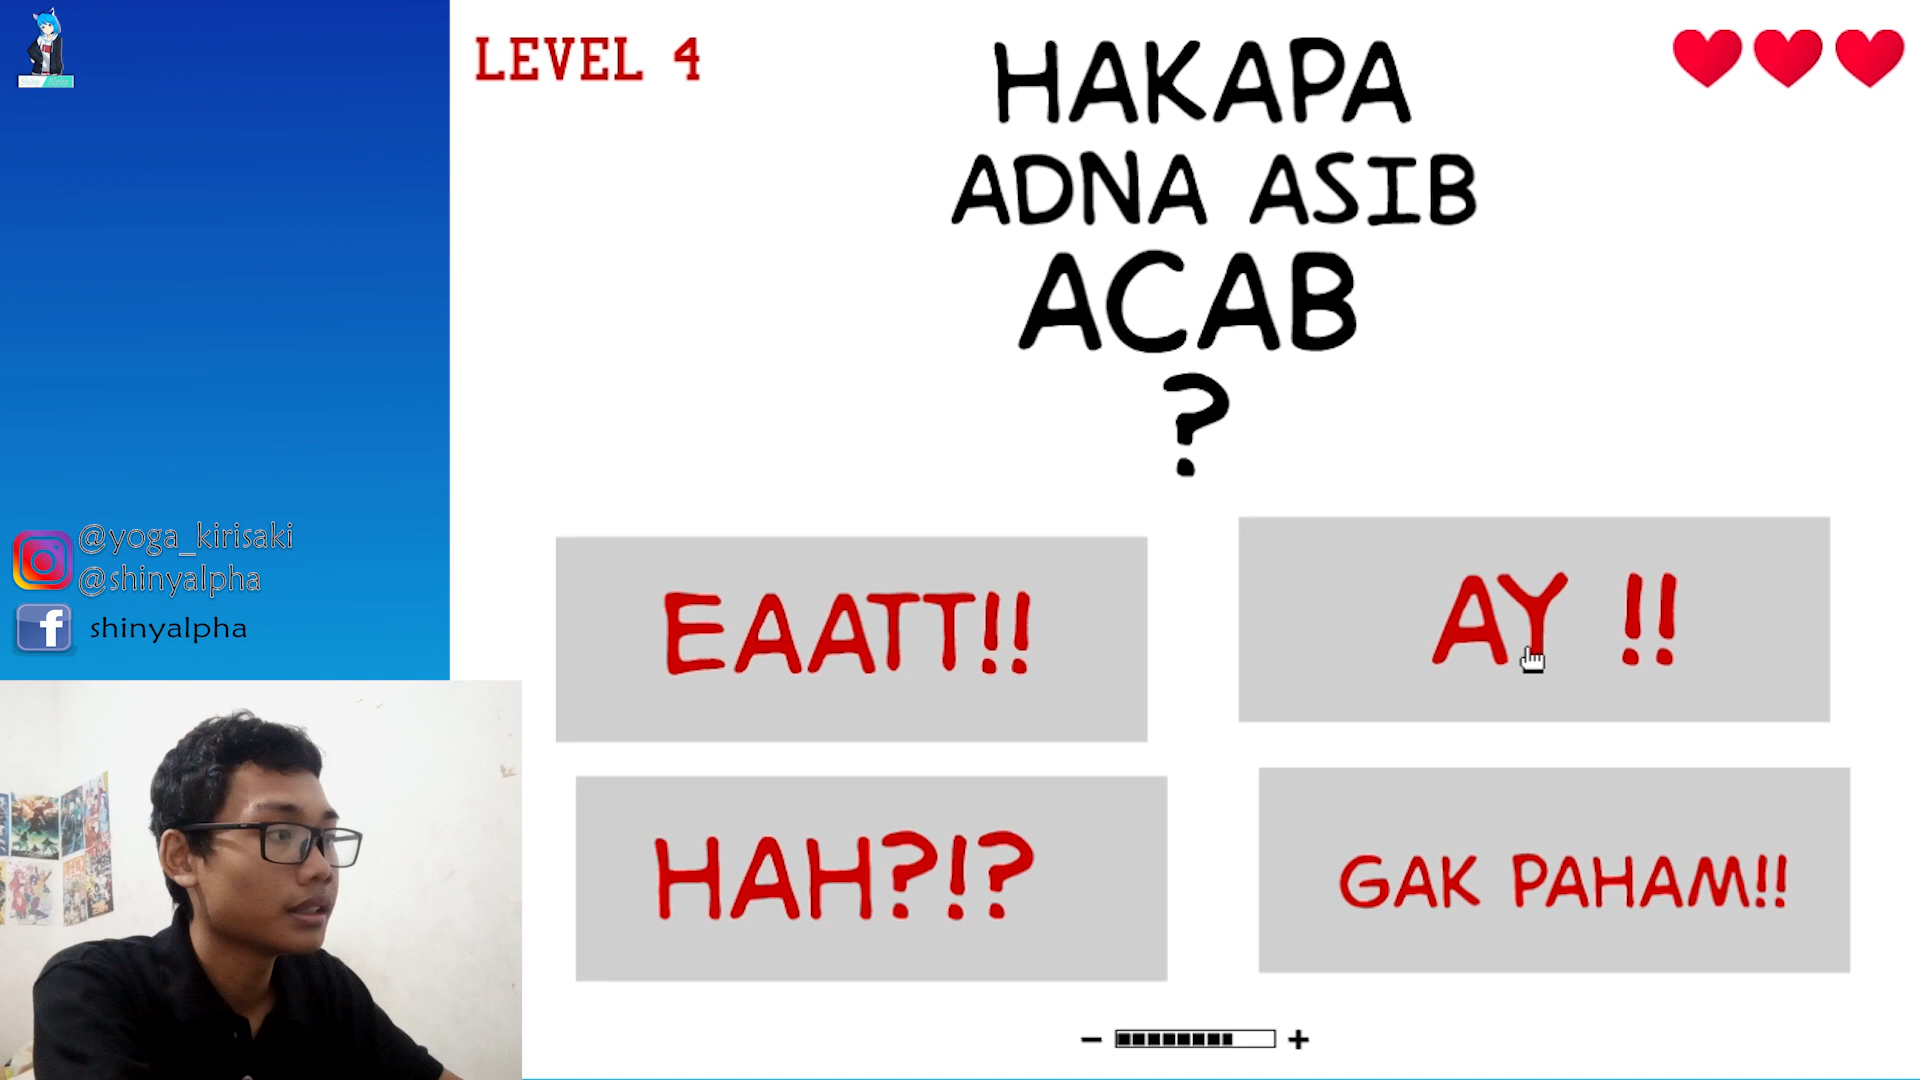 LEVEL 4
HAKAPA
ADNA ASIB
ACAB
?
EAATT!!
AY !!
HAH?!?
GAK PAHAM!!
@yoga_kirisaki
@shinyalpha
f
shinyalpha
- +